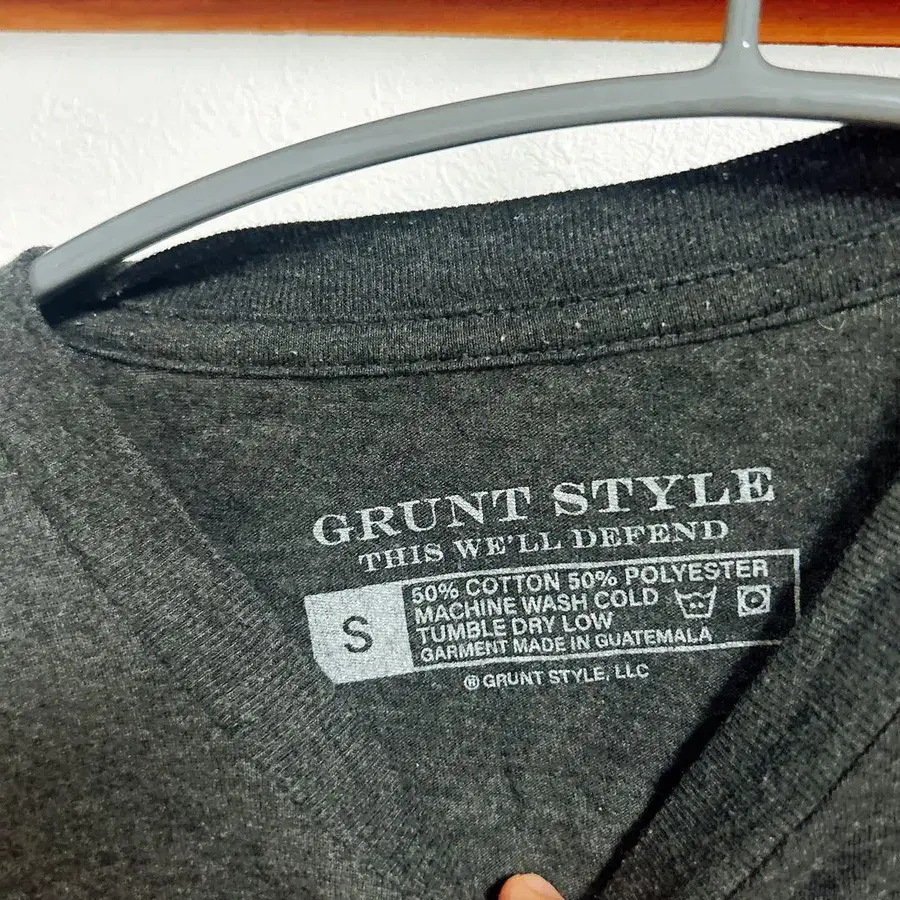 GRUNT STYLE
THIS WE'LL DEFEND
S
50% COTTON 50% POLYESTER
MACHINE WASH COLD
TUMBLE DRY LOW
GARMENT MADE IN GUATEMALA
® GRUNT STYLE, LLC